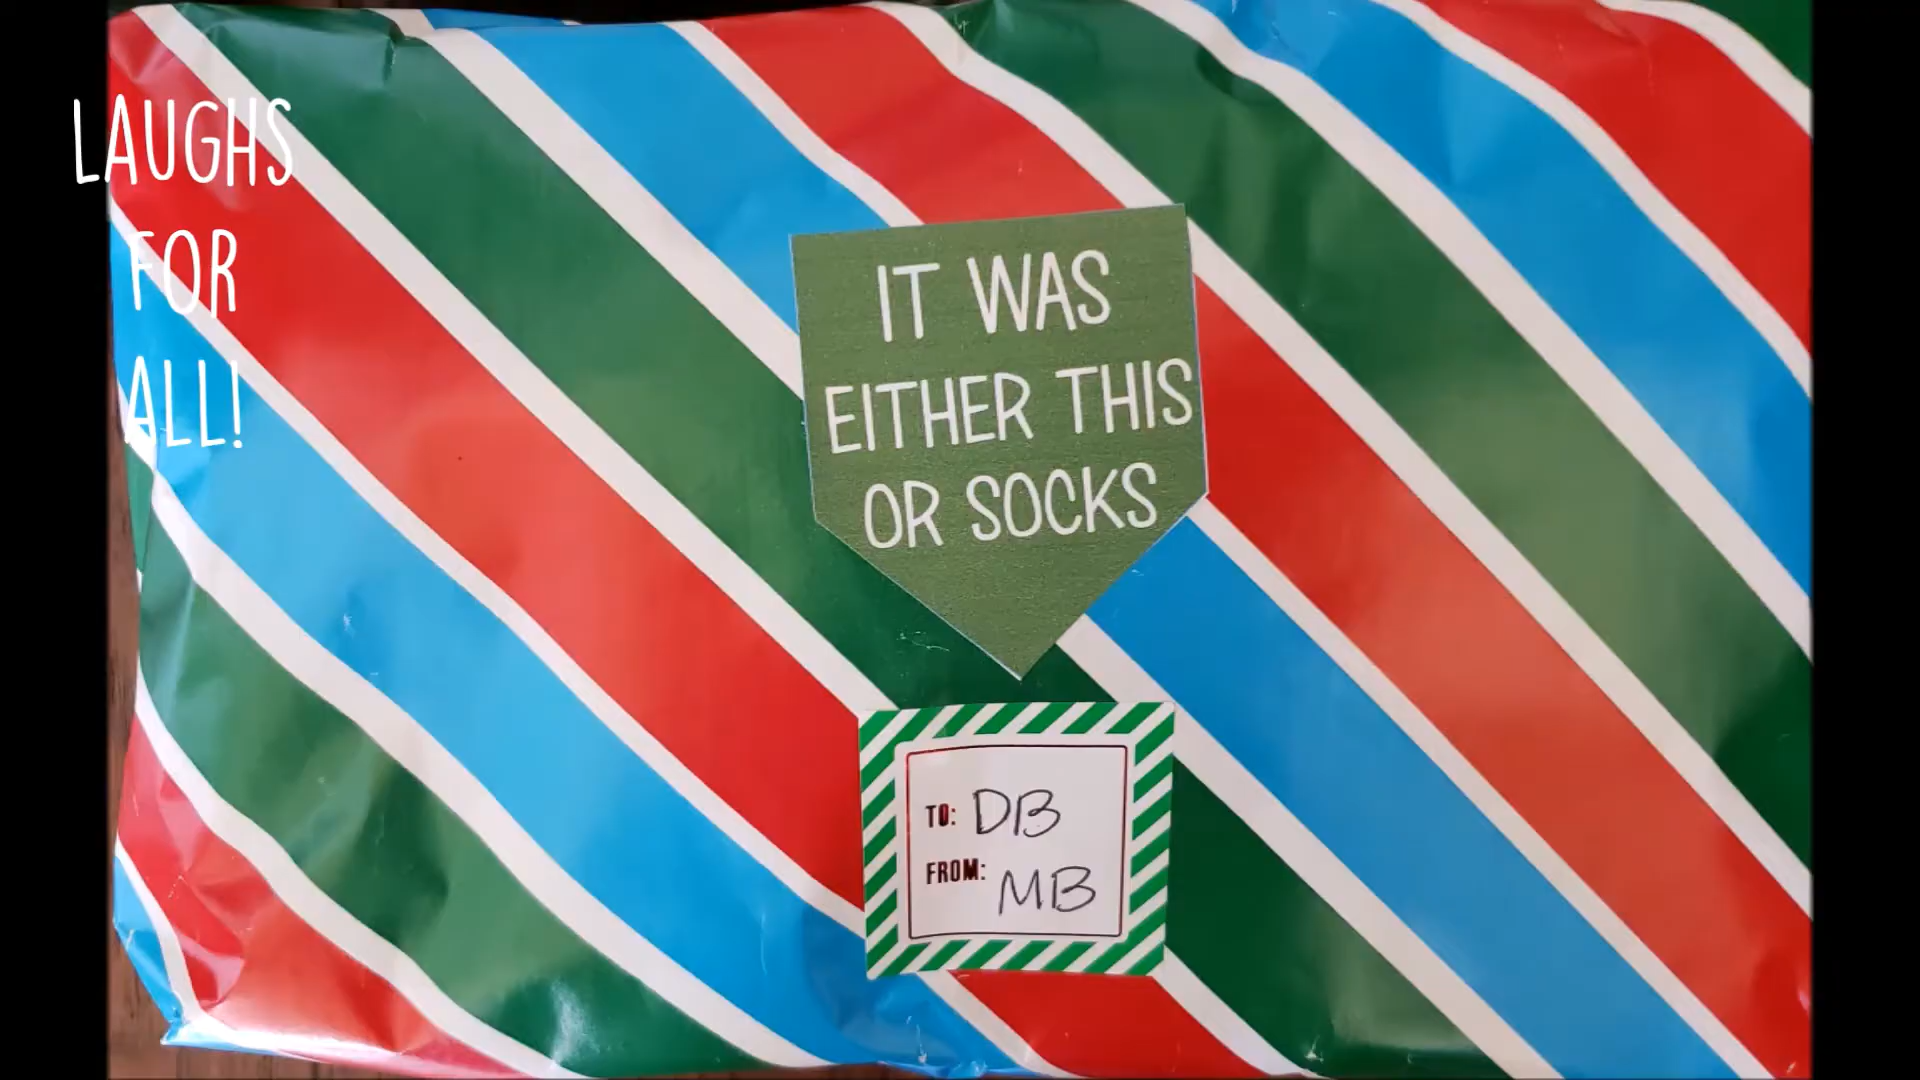 LAUGHS
FOR
ALL!
IT WAS
EITHER THIS
OR SOCKS
TO: DB
FROM: MB